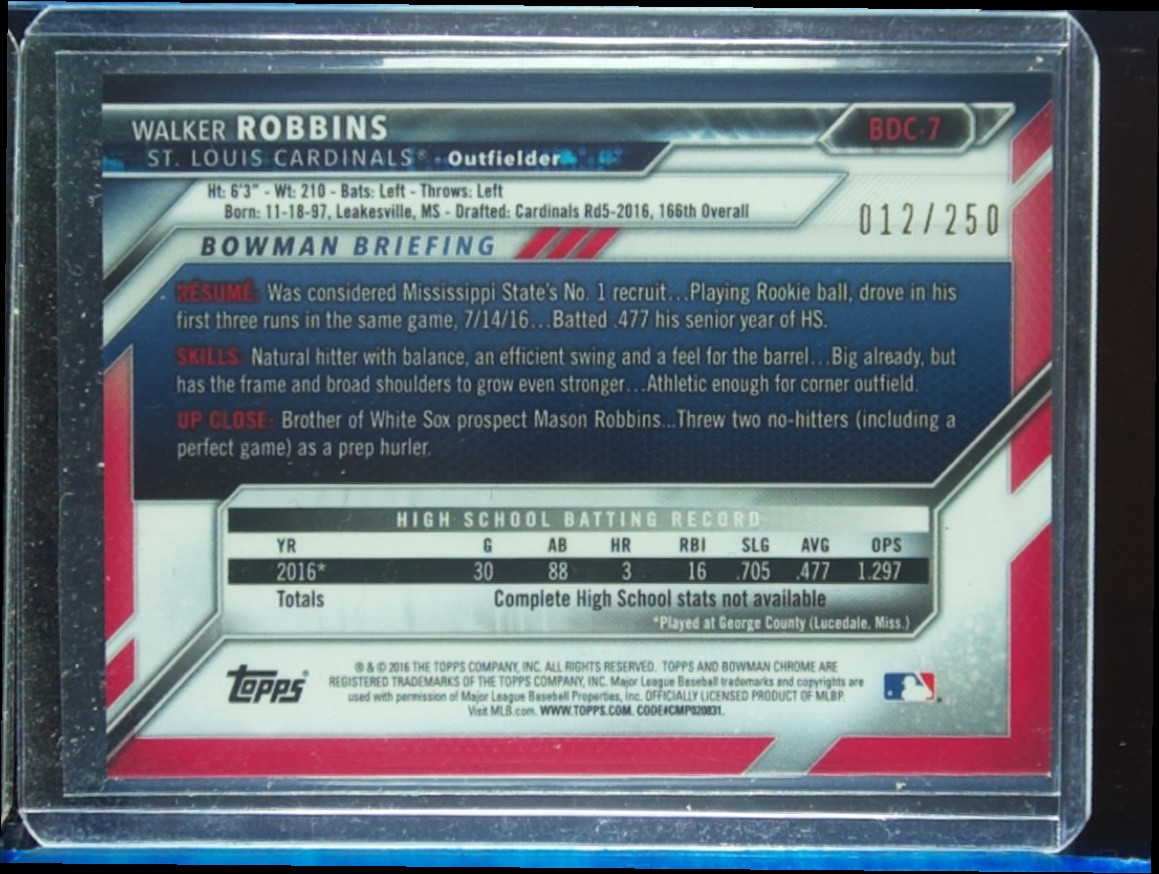 WALKER ROBBINS
BDC-7
ST. LOUIS CARDINALS® - Outfielder
Ht: 6'3" - Wt: 210 - Bats: Left - Throws: Left
Born: 11-18-97, Leakesville, MS - Drafted: Cardinals Rd5-2016, 166th Overall
012/250
BOWMAN BRIEFING
RÉSUMÉ: Was considered Mississippi State's No. 1 recruit...Playing Rookie ball, drove in his
first three runs in the same game, 7/14/16...Batted .477 his senior year of HS.
SKILLS: Natural hitter with balance, an efficient swing and a feel for the barrel...Big already, but
has the frame and broad shoulders to grow even stronger...Athletic enough for corner outfield.
UP CLOSE: Brother of White Sox prospect Mason Robbins...Threw two no-hitters (including a
perfect game) as a prep hurler.
HIGH SCHOOL BATTING RECORD
YR G AB HR RBI SLG AVG OPS
2016* 30 88 3 16 .705 .477 1.297
Totals Complete High School stats not available
*Played at George County (Lucedale, Miss.)
Topps®
® & © 2016 THE TOPPS COMPANY, INC. ALL RIGHTS RESERVED. TOPPS AND BOWMAN CHROME ARE
REGISTERED TRADEMARKS OF THE TOPPS COMPANY, INC. Major League Baseball trademarks and copyrights are
used with permission of Major League Baseball Properties, Inc. OFFICIALLY LICENSED PRODUCT OF MLBP.
Visit MLB.com. WWW.TOPPS.COM. CODE#CMP020831.